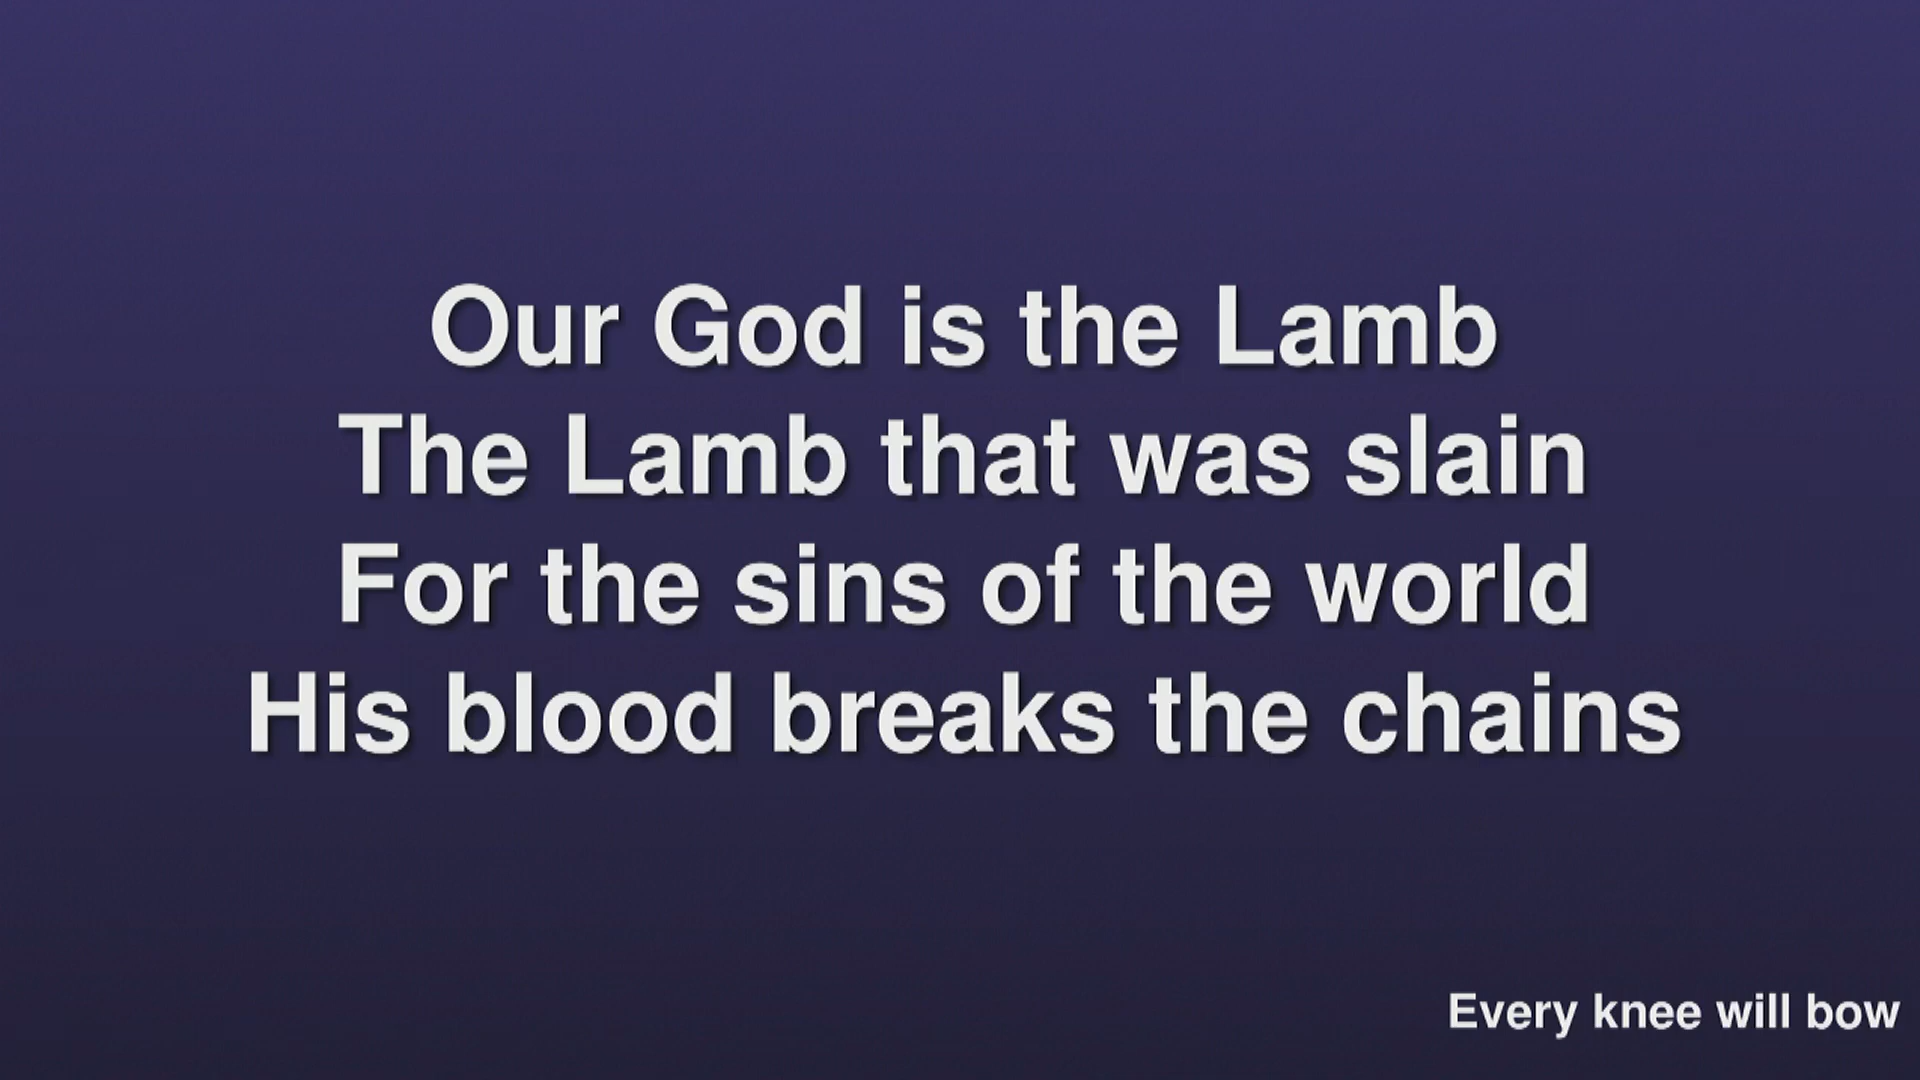 Our God is the Lamb
The Lamb that was slain
For the sins of the world
His blood breaks the chains
Every knee will bow